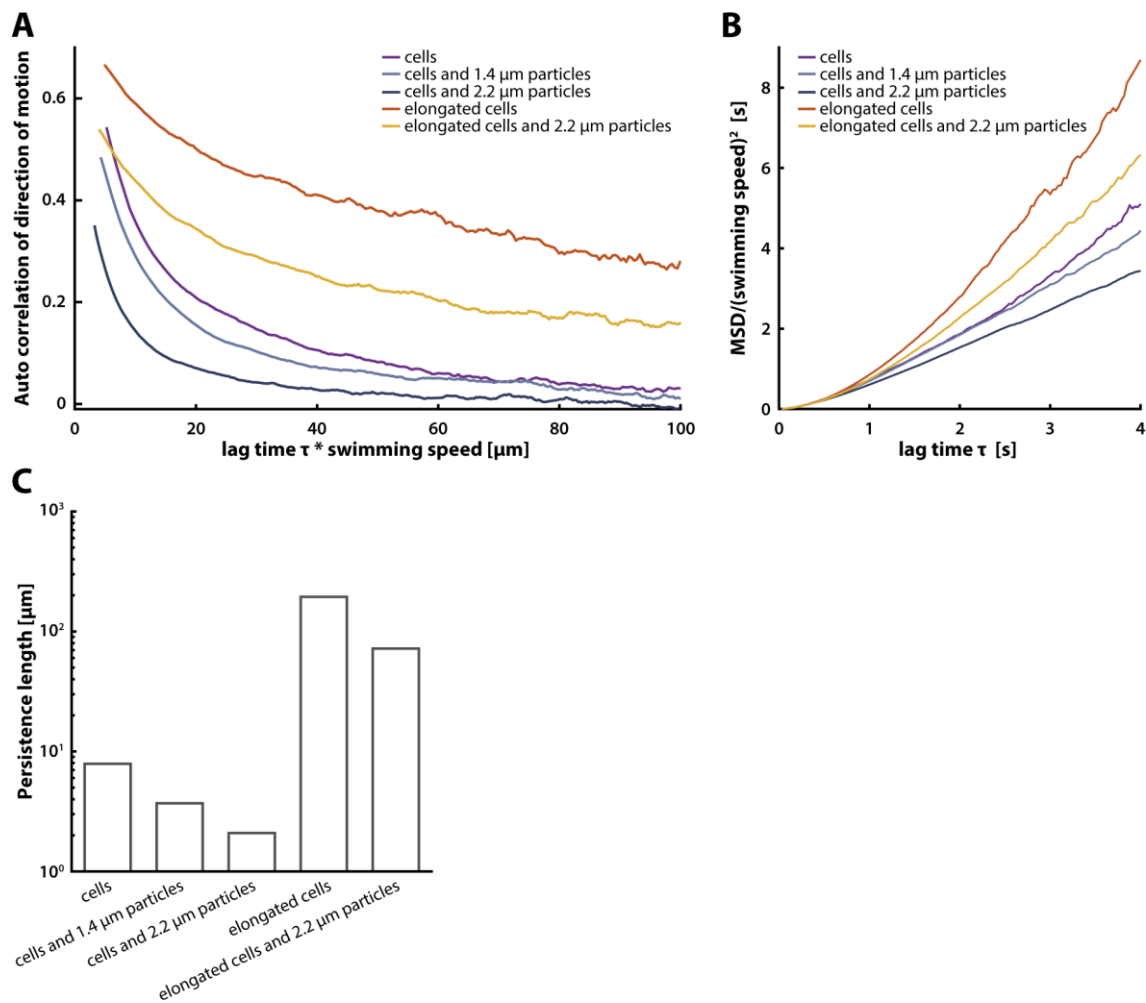 A
Auto correlation of direction of motion
0.6
0.4
0.2
0
cells
cells and 1.4 µm particles
cells and 2.2 µm particles
elongated cells
elongated cells and 2.2 µm particles
0
20
40
60
80
100
lag time τ * swimming speed [µm]
B
MSD/(swimming speed)² [s]
8
6
4
2
0
cells
cells and 1.4 µm particles
cells and 2.2 µm particles
elongated cells
elongated cells and 2.2 µm particles
0
1
2
3
4
lag time τ [s]
C
Persistence length [µm]
10³
10²
10¹
10⁰
cells
cells and 1.4 µm particles
cells and 2.2 µm particles
elongated cells
elongated cells and 2.2 µm particles